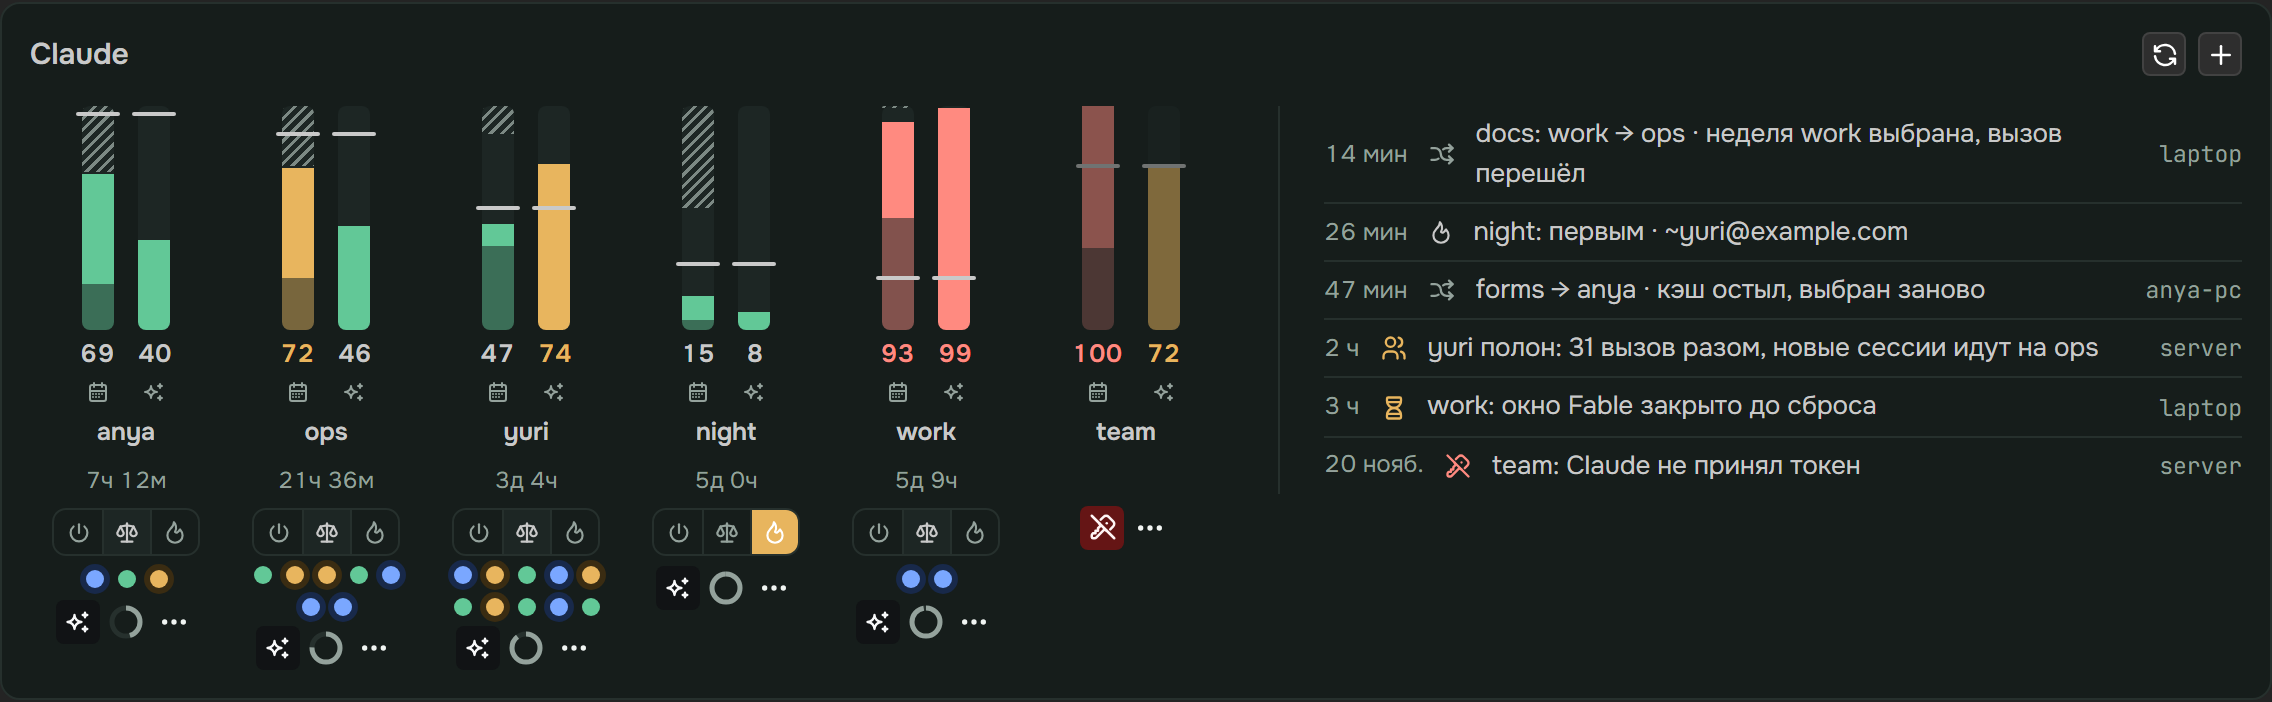 Claude
69 40
72 46
47 74
15 8
93 99
100 72
anya
ops
yuri
night
work
team
7ч 12м
21ч 36м
3д 4ч
5д 0ч
5д 9ч
14 мин
docs: work → ops · неделя work выбрана, вызов
перешёл
laptop
26 мин night: первым · ~yuri@example.com
47 мин forms → anya · кэш остыл, выбран заново anya-pc
2 ч yuri полон: 31 вызов разом, новые сессии идут на ops server
3 ч work: окно Fable закрыто до сброса laptop
20 нояб. team: Claude не принял токен server